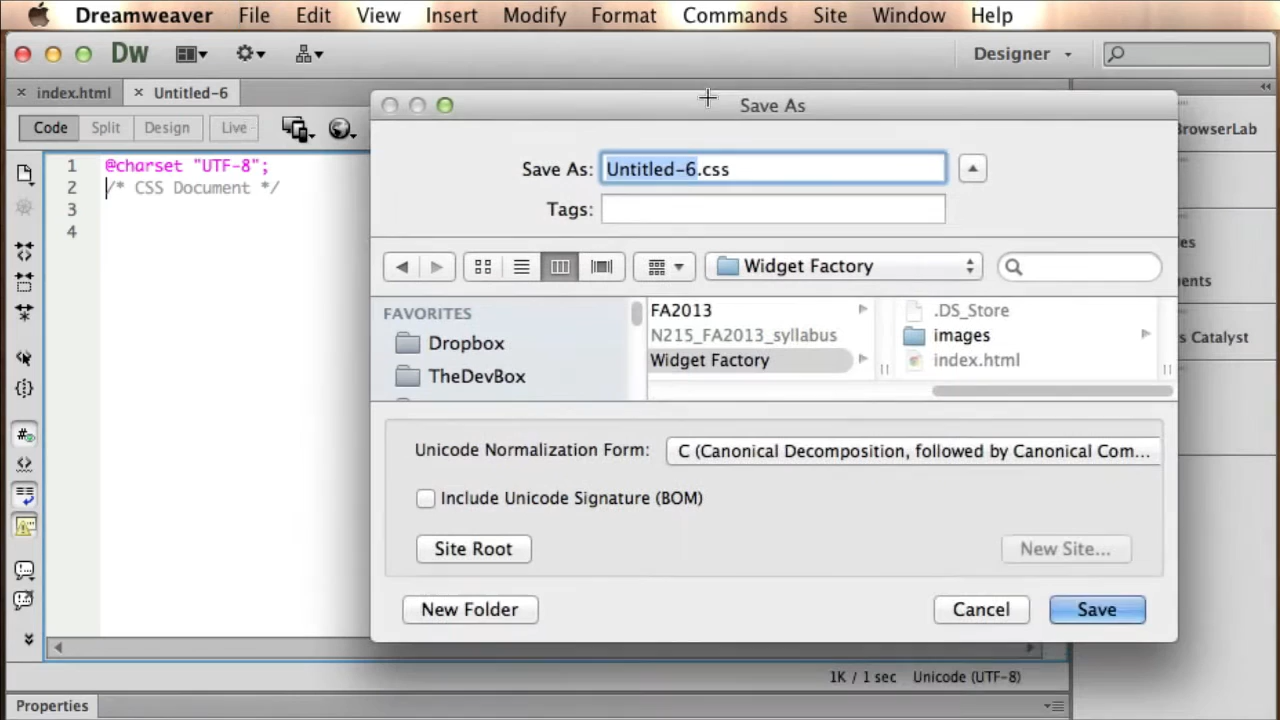 Dreamweaver File Edit View Insert Modify Format Commands Site Window Help
Dw Designer
index.html Untitled-6
Save As
Code Split Design Live
BrowserLab
1 @charset "UTF-8";
2 /* CSS Document */
3
4
Save As: Untitled-6.css
Tags:
Widget Factory
FAVORITES
Dropbox
TheDevBox
FA2013
N215_FA2013_syllabus
Widget Factory
.DS_Store
images
index.html
es
ents
s Catalyst
Unicode Normalization Form: C (Canonical Decomposition, followed by Canonical Com...
Include Unicode Signature (BOM)
Site Root New Site...
New Folder Cancel Save
1K / 1 sec Unicode (UTF-8)
Properties